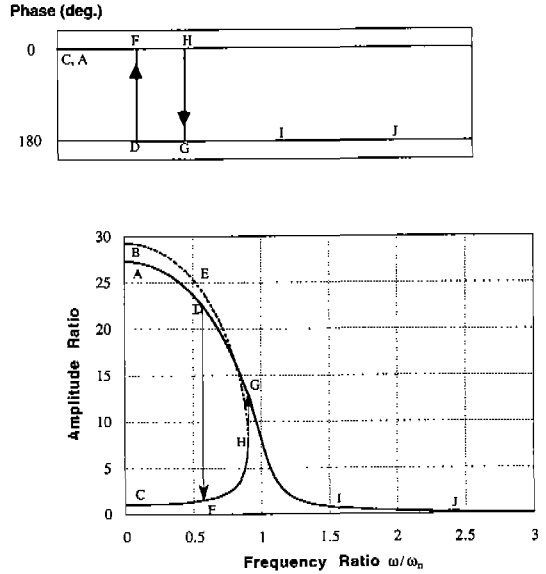 Phase (deg.)
F H
0
C, A
I J
180
D G
30
B
A E
25
D
20
15
G
10
H
5
C I J
F
0
0 0.5 1 1.5 2 2.5 3
Amplitude Ratio
Frequency Ratio ω/ωn